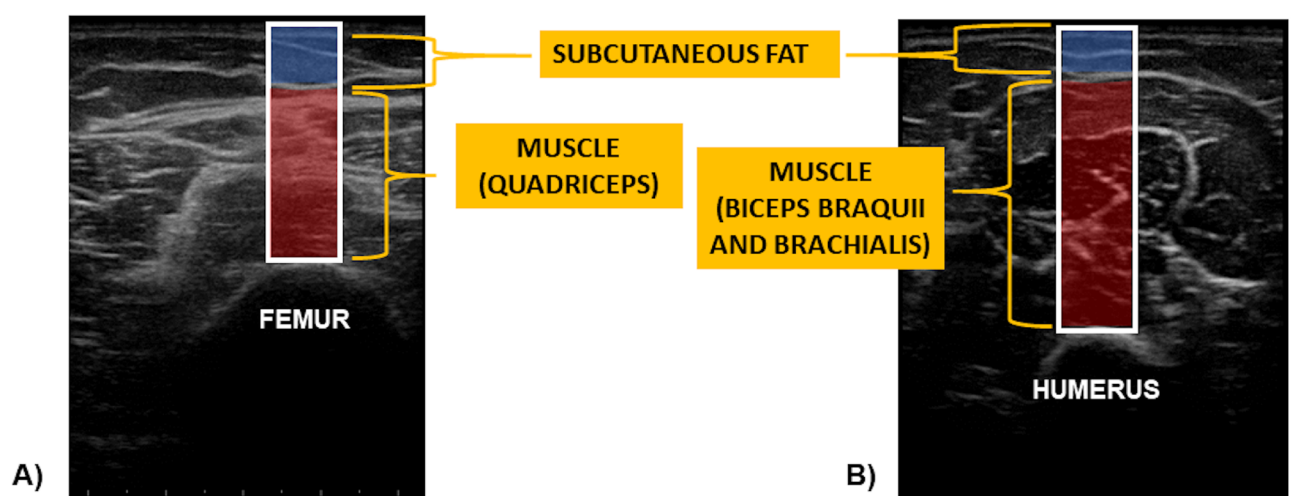 SUBCUTANEOUS FAT
MUSCLE
(QUADRICEPS)
MUSCLE
(BICEPS BRAQUII
AND BRACHIALIS)
FEMUR
HUMERUS
A)
B)